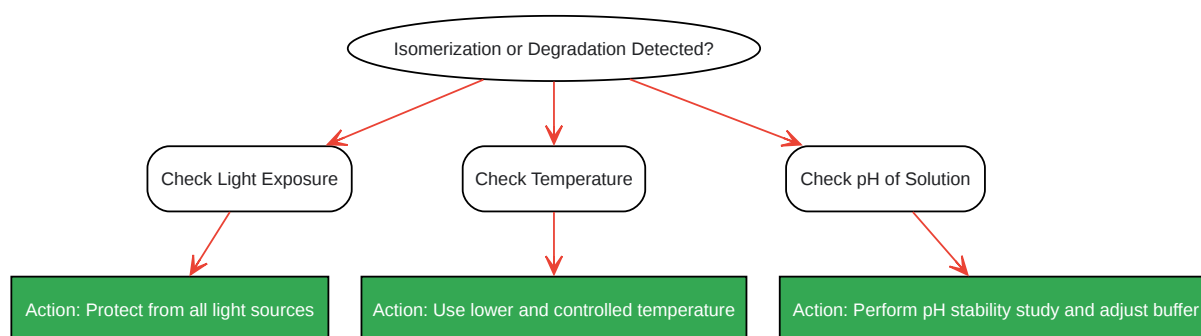 Isomerization or Degradation Detected?
Check Light Exposure
Check Temperature
Check pH of Solution
Action: Protect from all light sources
Action: Use lower and controlled temperature
Action: Perform pH stability study and adjust buffer